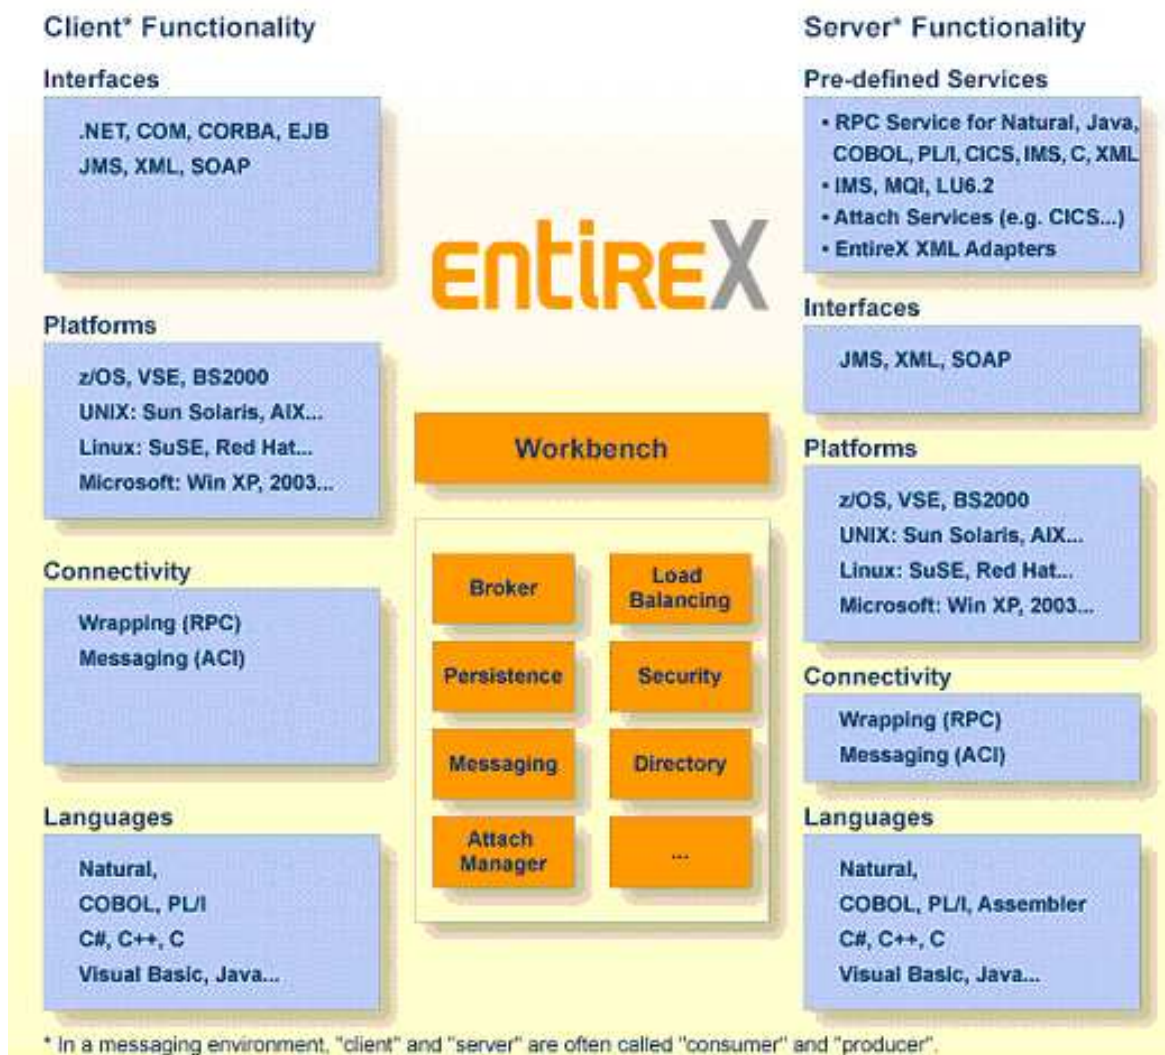 Client* Functionality
Interfaces
.NET, COM, CORBA, EJB
JMS, XML, SOAP
Platforms
z/OS, VSE, BS2000
UNIX: Sun Solaris, AIX...
Linux: SuSE, Red Hat...
Microsoft: Win XP, 2003...
Connectivity
Wrapping (RPC)
Messaging (ACI)
Languages
Natural,
COBOL, PL/I
C#, C++, C
Visual Basic, Java...
entireX
Workbench
Broker
Load
Balancing
Persistence
Security
Messaging
Directory
Attach
Manager
...
Server* Functionality
Pre-defined Services
• RPC Service for Natural, Java,
COBOL, PL/I, CICS, IMS, C, XML
• IMS, MQI, LU6.2
• Attach Services (e.g. CICS...)
• EntireX XML Adapters
Interfaces
JMS, XML, SOAP
Platforms
z/OS, VSE, BS2000
UNIX: Sun Solaris, AIX...
Linux: SuSE, Red Hat...
Microsoft: Win XP, 2003...
Connectivity
Wrapping (RPC)
Messaging (ACI)
Languages
Natural,
COBOL, PL/I, Assembler
C#, C++, C
Visual Basic, Java...
* In a messaging environment, "client" and "server" are often called "consumer" and "producer".